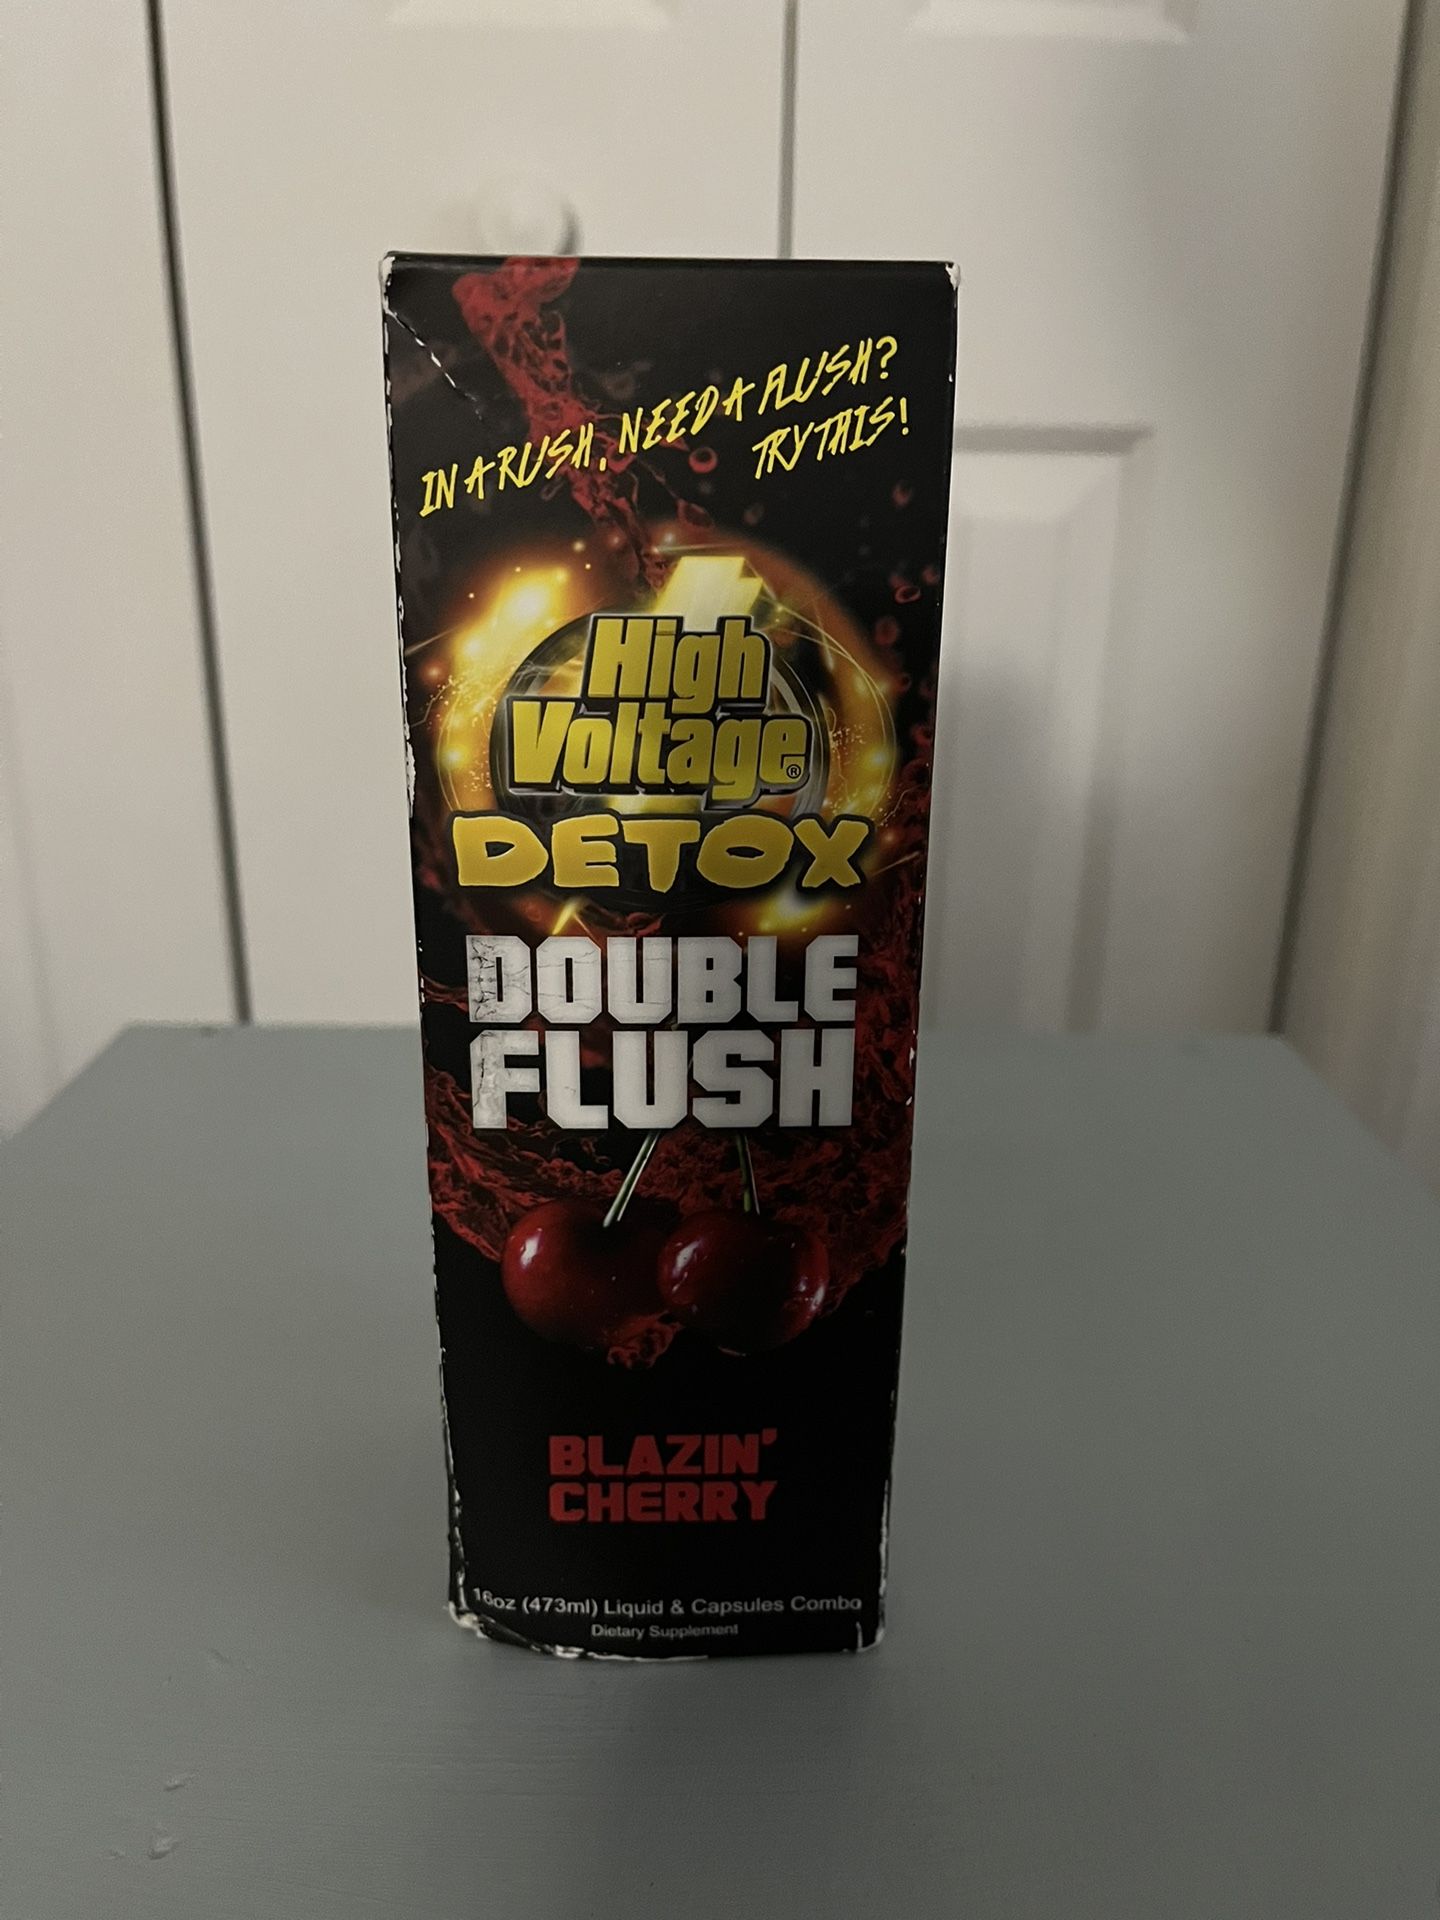 IN A RUSH, NEED A FLUSH?
TRY THIS!
High
Voltage®
DETOX
DOUBLE
FLUSH
BLAZIN'
CHERRY
16oz (473ml) Liquid & Capsules Combo
Dietary Supplement